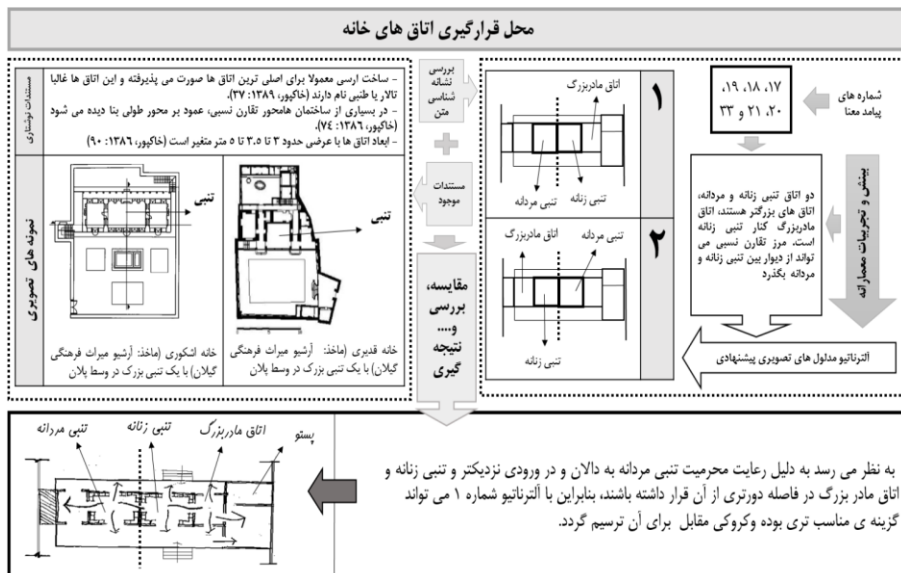 محل قرارگیری اتاق های خانه
شماره های
پیامد معنا
۱۷، ۱۸، ۱۹،
۲۰، ۲۱ و ۳۳
بینش و تجربیات معمارانه
دو اتاق تنبی زنانه و مردانه،
اتاق های بزرگتر هستند، اتاق
مادربزرگ کنار تنبی زنانه
است. مرز تقارن نسبی می
تواند از دیوار بین تنبی زنانه و
مردانه بگذرد
آلترناتیو مدلول های تصویری پیشنهادی
۱
اتاق مادربزرگ
تنبی مردانه
تنبی زنانه
۲
اتاق مادربزرگ
تنبی مردانه
تنبی زنانه
بررسی
نشانه
شناسی
متن
مستندات
موجود
مقایسه،
بررسی
و....
نتیجه
گیری
مستندات نوشتاری
- ساخت ارسی معمولا برای اصلی ترین اتاق ها صورت می پذیرفته و این اتاق ها غالبا
تالار یا طنبی نام دارند (خاکپور، ۱۳۸۹: ۳۷).
- در بسیاری از ساختمان هامحور تقارن نسبی، عمود بر محور طولی بنا دیده می شود
(خاکپور، ۱۳۸۶: ۷۴).
- ابعاد اتاق ها با عرضی حدود ۳ تا ۳.۵ تا ۵ متر متغیر است (خاکپور، ۱۳۸۶: ۹۰)
نمونه های تصویری
تنبی
تنبی
خانه قدیری (ماخذ: آرشیو میراث فرهنگی
گیلان) با یک تنبی بزرگ در وسط پلان
خانه اشکوری (ماخذ: آرشیو میراث فرهنگی
گیلان) با یک تنبی بزرگ در وسط پلان
به نظر می رسد به دلیل رعایت محرمیت تنبی مردانه به دالان و در ورودی نزدیکتر و تنبی زنانه و
اتاق مادر بزرگ در فاصله دورتری از آن قرار داشته باشند، بنابراین با آلترناتیو شماره ۱ می تواند
گزینه ی مناسب تری بوده وکروکی مقابل برای آن ترسیم گردد.
پستو
اتاق مادربزرگ
تنبی زنانه
تنبی مردانه